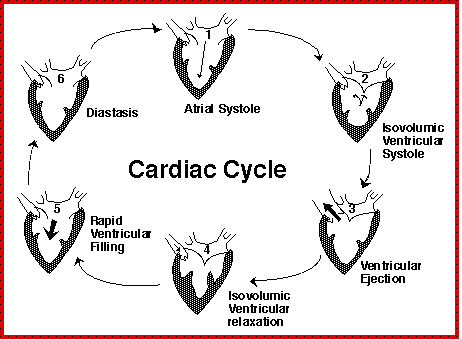 1
Atrial Systole
2
Isovolumic
Ventricular
Systole
3
Ventricular
Ejection
4
Isovolumic
Ventricular
relaxation
5
Rapid
Ventricular
Filling
6
Diastasis
Cardiac Cycle